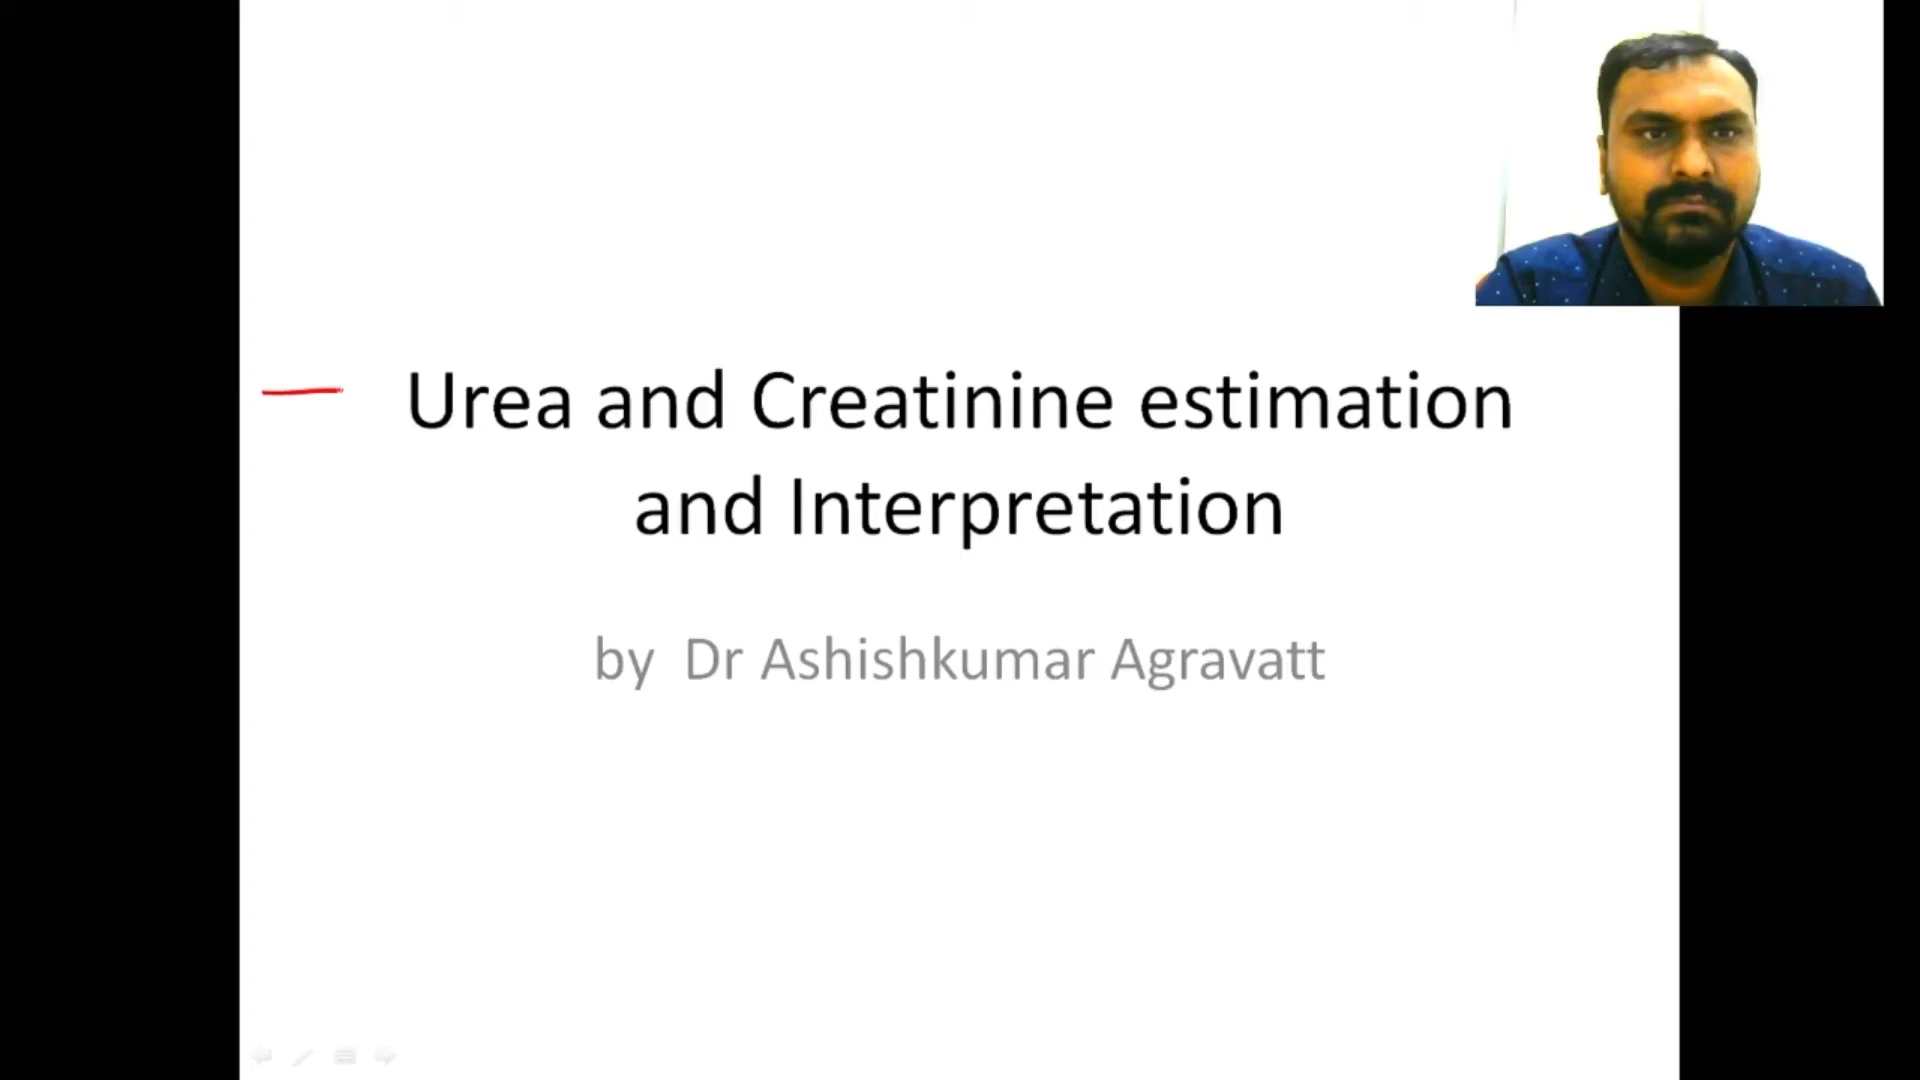 Urea and Creatinine estimation
and Interpretation
by Dr Ashishkumar Agravatt